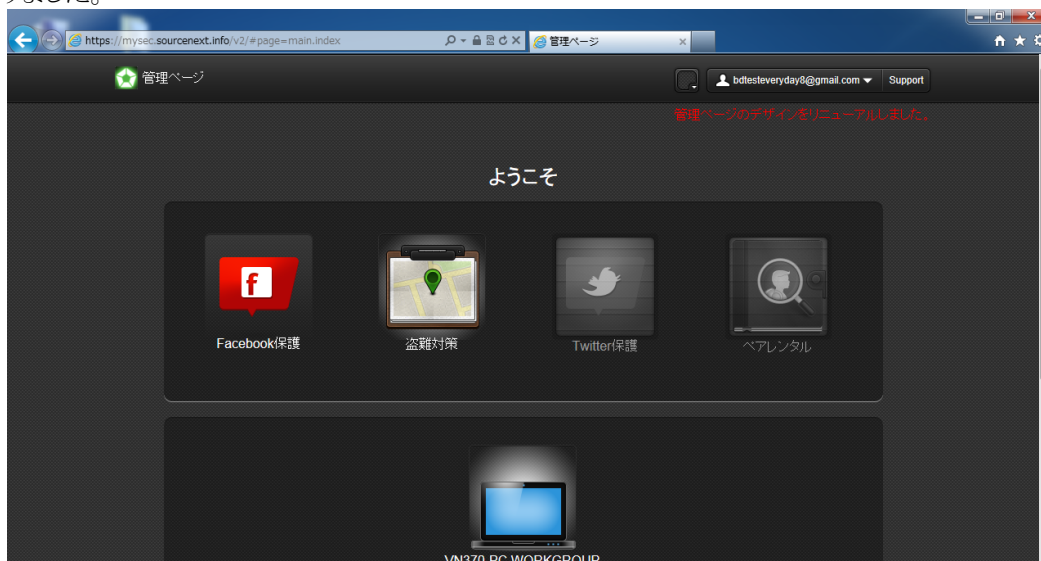 https://mysec.sourcenext.info/v2/#page=main.index
管理ページ
管理ページ
bdtesteveryday8@gmail.com
Support
管理ページのデザインをリニューアルしました。
ようこそ
Facebook保護
盗難対策
Twitter保護
ペアレンタル
VN370 PC WORKGROUP